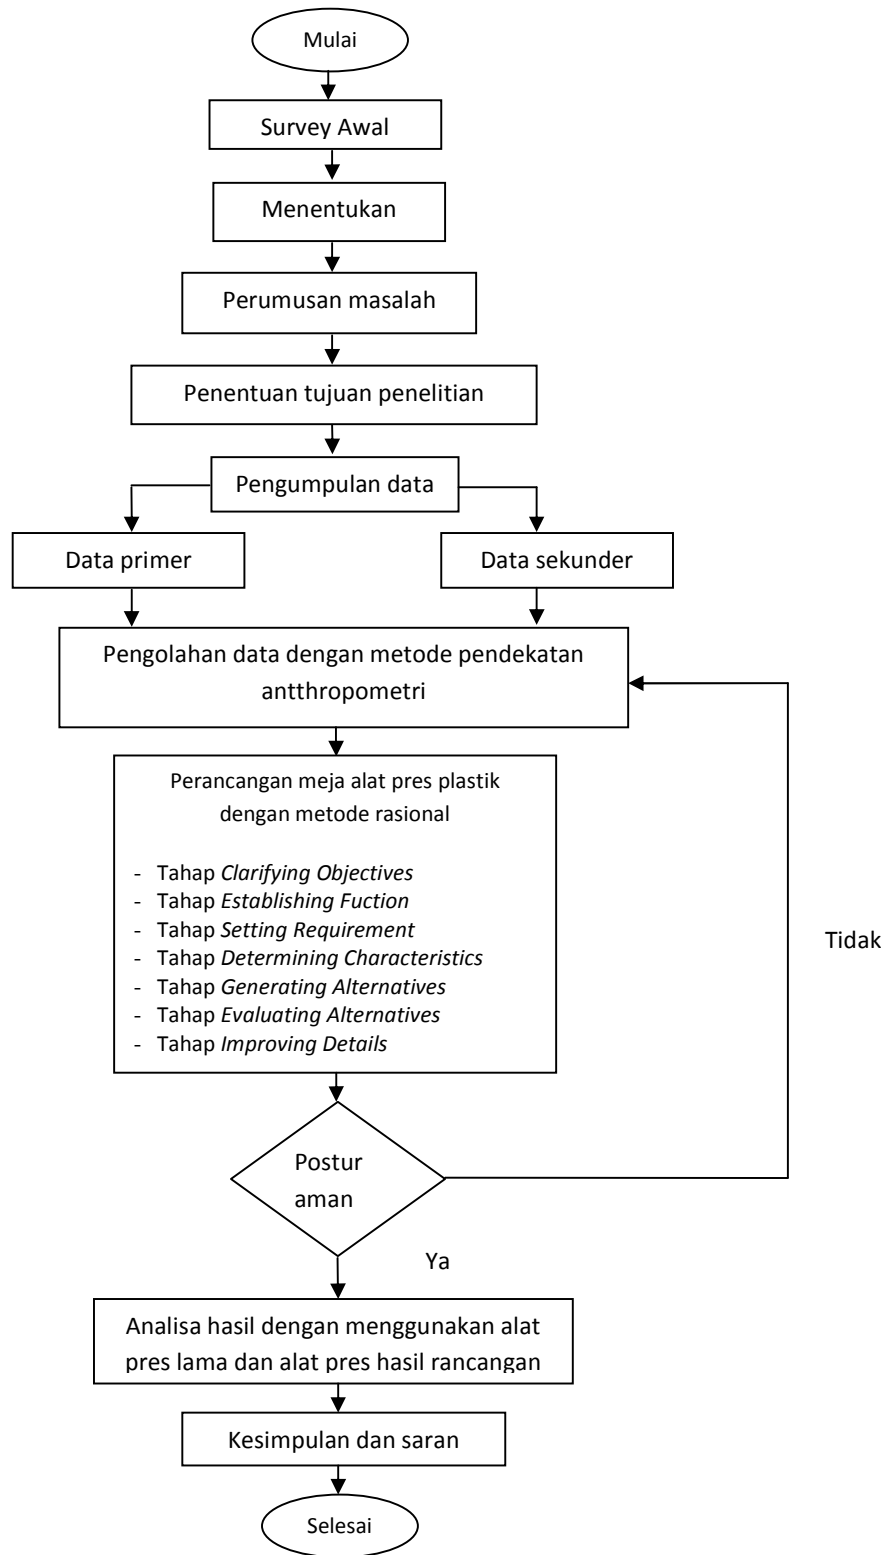 Mulai
Survey Awal
Menentukan
Perumusan masalah
Penentuan tujuan penelitian
Pengumpulan data
Data primer
Data sekunder
Pengolahan data dengan metode pendekatan
antthropometri
Perancangan meja alat pres plastik
dengan metode rasional
- Tahap Clarifying Objectives
- Tahap Establishing Fuction
- Tahap Setting Requirement
- Tahap Determining Characteristics
- Tahap Generating Alternatives
- Tahap Evaluating Alternatives
- Tahap Improving Details
Tidak
Postur
aman
Ya
Analisa hasil dengan menggunakan alat
pres lama dan alat pres hasil rancangan
Kesimpulan dan saran
Selesai